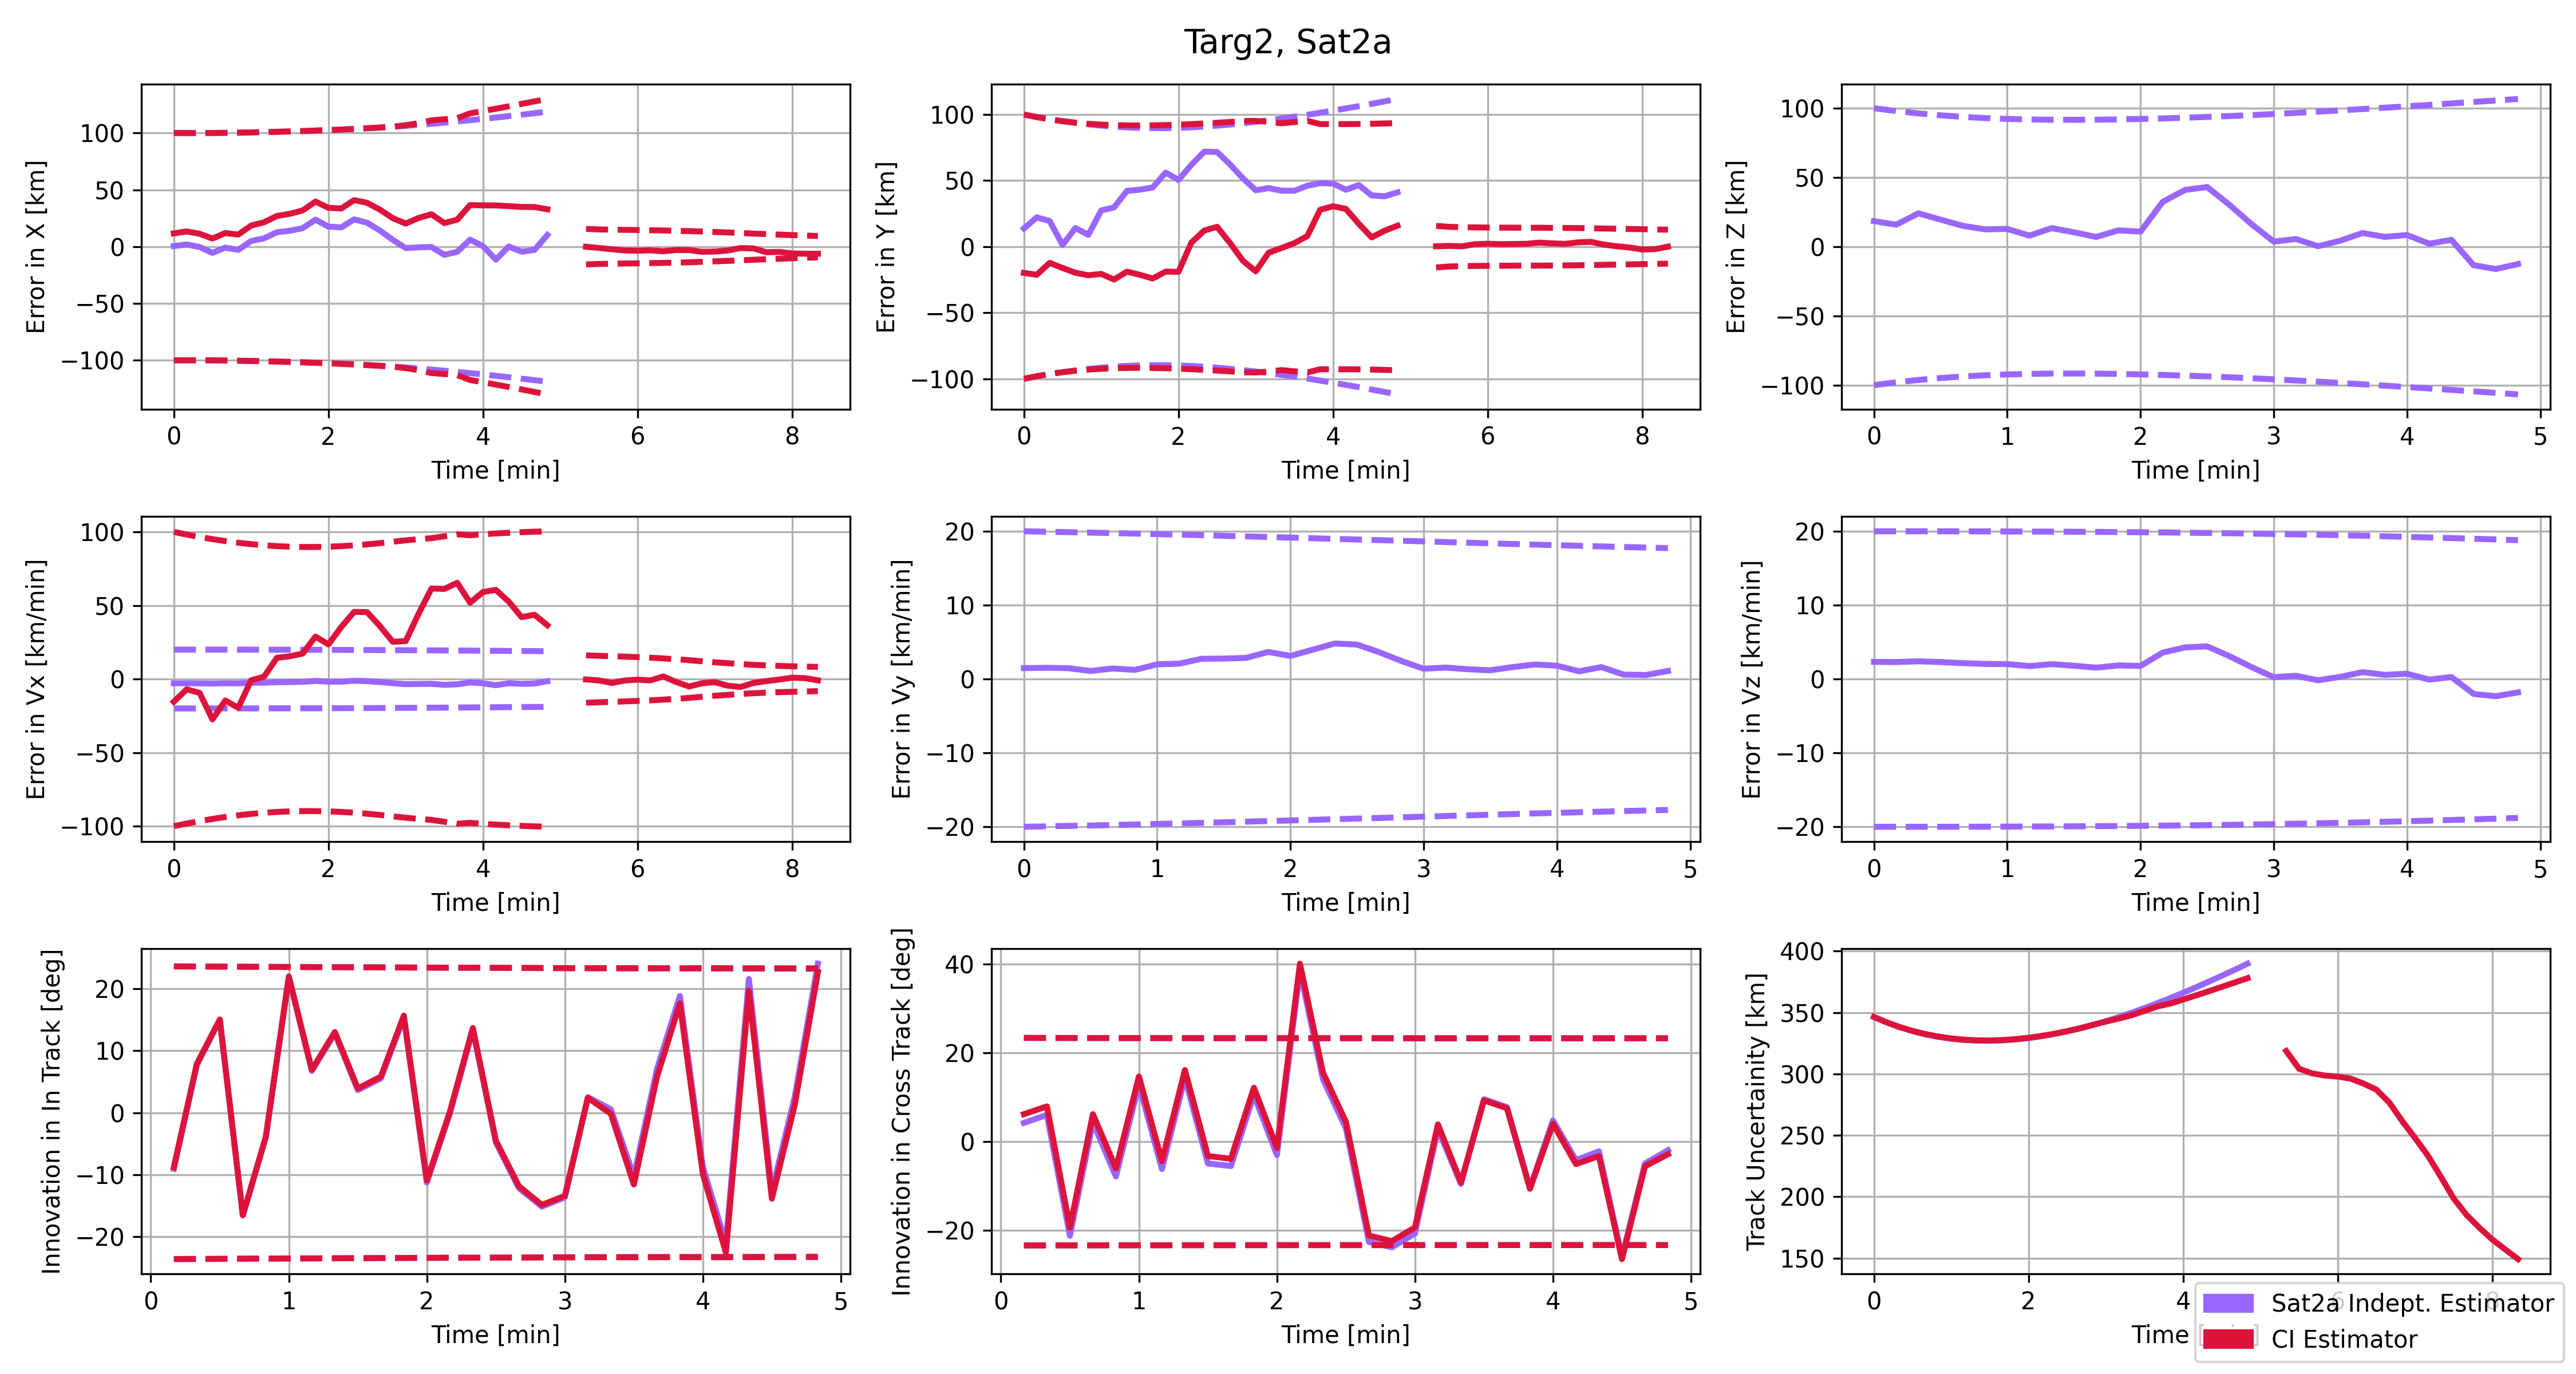 Targ2, Sat2a
Error in X [km]
100
50
0
−50
−100
0 2 4 6 8
Time [min]
Error in Y [km]
100
50
0
−50
−100
0 2 4 6 8
Time [min]
Error in Z [km]
100
50
0
−50
−100
0 1 2 3 4 5
Time [min]
Error in Vx [km/min]
100
50
0
−50
−100
0 2 4 6 8
Time [min]
Error in Vy [km/min]
20
10
0
−10
−20
0 1 2 3 4 5
Time [min]
Error in Vz [km/min]
20
10
0
−10
−20
0 1 2 3 4 5
Time [min]
Innovation in In Track [deg]
20
10
0
−10
−20
0 1 2 3 4 5
Time [min]
Innovation in Cross Track [deg]
40
20
0
−20
0 1 2 3 4 5
Time [min]
Track Uncertainity [km]
400
350
300
250
200
150
0 2 4 6 8
Time [min]
Sat2a Indept. Estimator
CI Estimator